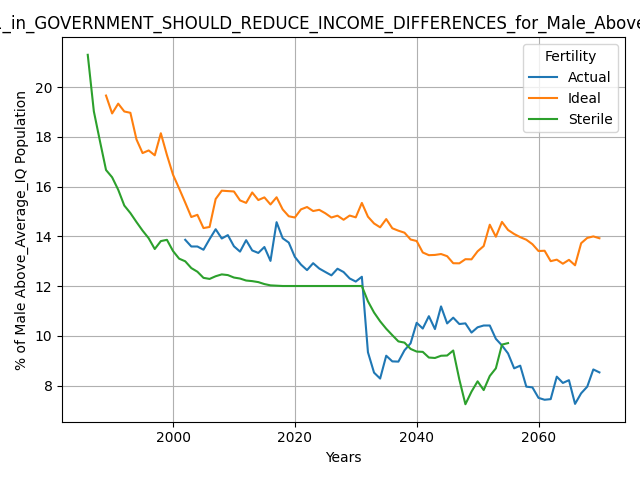 _in_GOVERNMENT_SHOULD_REDUCE_INCOME_DIFFERENCES_for_Male_Above
Fertility
Actual
Ideal
Sterile
% of Male Above_Average_IQ Population
20
18
16
14
12
10
8
2000 2020 2040 2060
Years